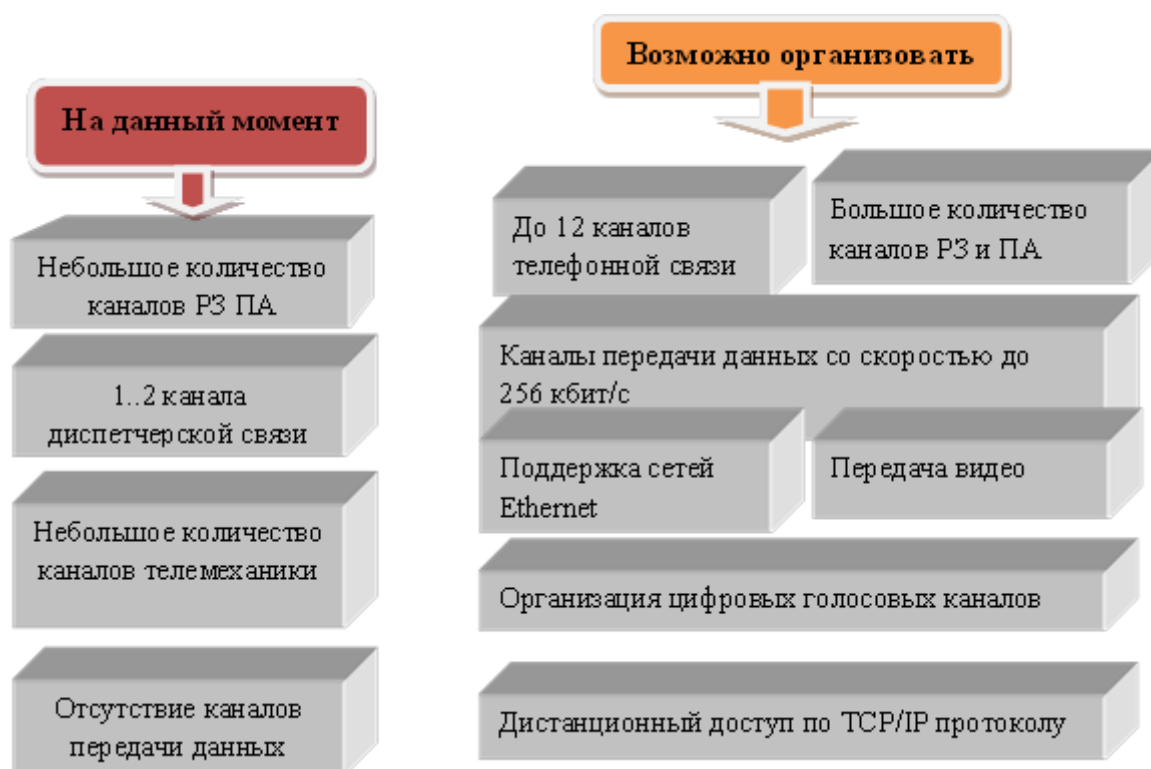 На данный момент
Небольшое количество
каналов РЗ ПА
1..2 канала
диспетчерской связи
Небольшое количество
каналов телемеханики
Отсутствие каналов
передачи данных
Возможно организовать
До 12 каналов
телефонной связи
Большое количество
каналов РЗ и ПА
Каналы передачи данных со скоростью до
256 кбит/с
Поддержка сетей
Ethernet
Передача видео
Организация цифровых голосовых каналов
Дистанционный доступ по TCP/IP протоколу